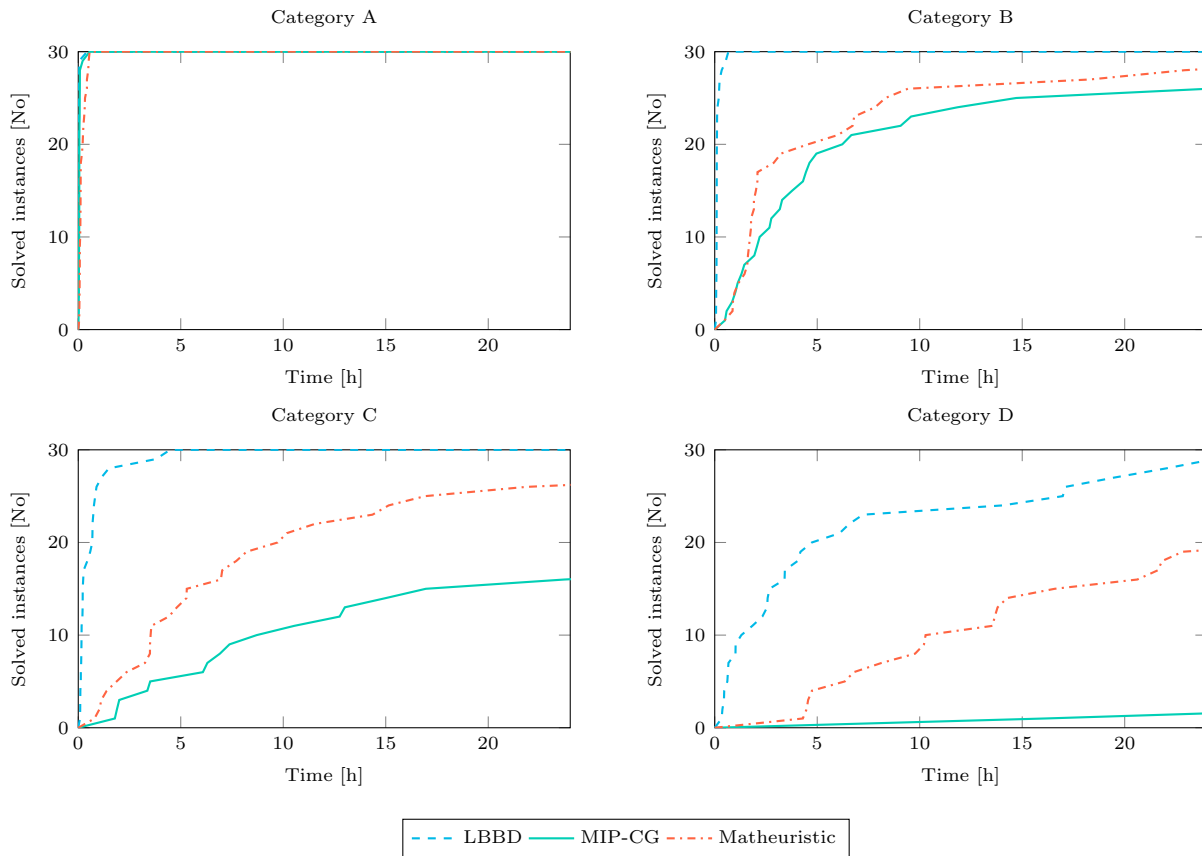 Category A
Solved instances [No]
30
20
10
0
0 5 10 15 20
Time [h]
Category B
Solved instances [No]
30
20
10
0
0 5 10 15 20
Time [h]
Category C
Solved instances [No]
30
20
10
0
0 5 10 15 20
Time [h]
Category D
Solved instances [No]
30
20
10
0
0 5 10 15 20
Time [h]
LBBD MIP-CG Matheuristic